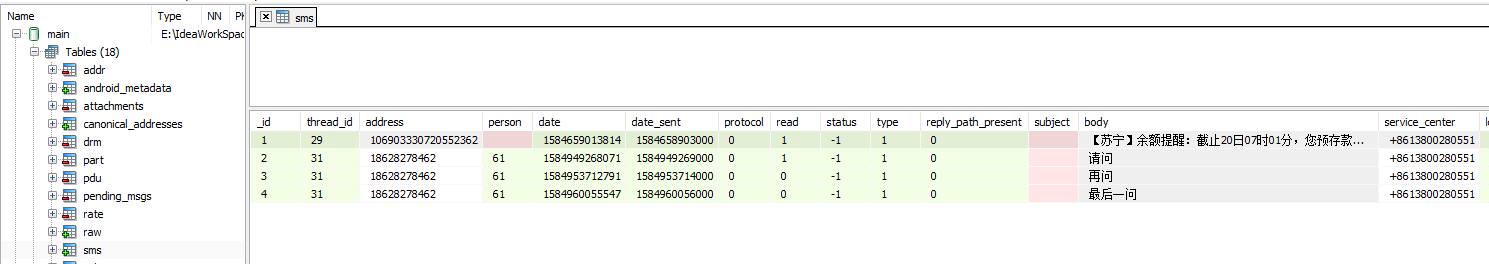 Name Type NN PK
main E:\IdeaWorkSpac
Tables (18)
addr
android_metadata
attachments
canonical_addresses
drm
part
pdu
pending_msgs
rate
raw
sms
sms
_id thread_id address person date date_sent protocol read status type reply_path_present subject body service_center
1 29 106903330720552362 1584659013814 1584658903000 0 1 -1 1 0 【苏宁】余额提醒：截止20日07时01分，您预存款... +8613800280551
2 31 18628278462 61 1584949268071 1584949269000 0 1 -1 1 0 请问 +8613800280551
3 31 18628278462 61 1584953712791 1584953714000 0 0 -1 1 0 再问 +8613800280551
4 31 18628278462 61 1584960055547 1584960056000 0 0 -1 1 0 最后一问 +8613800280551